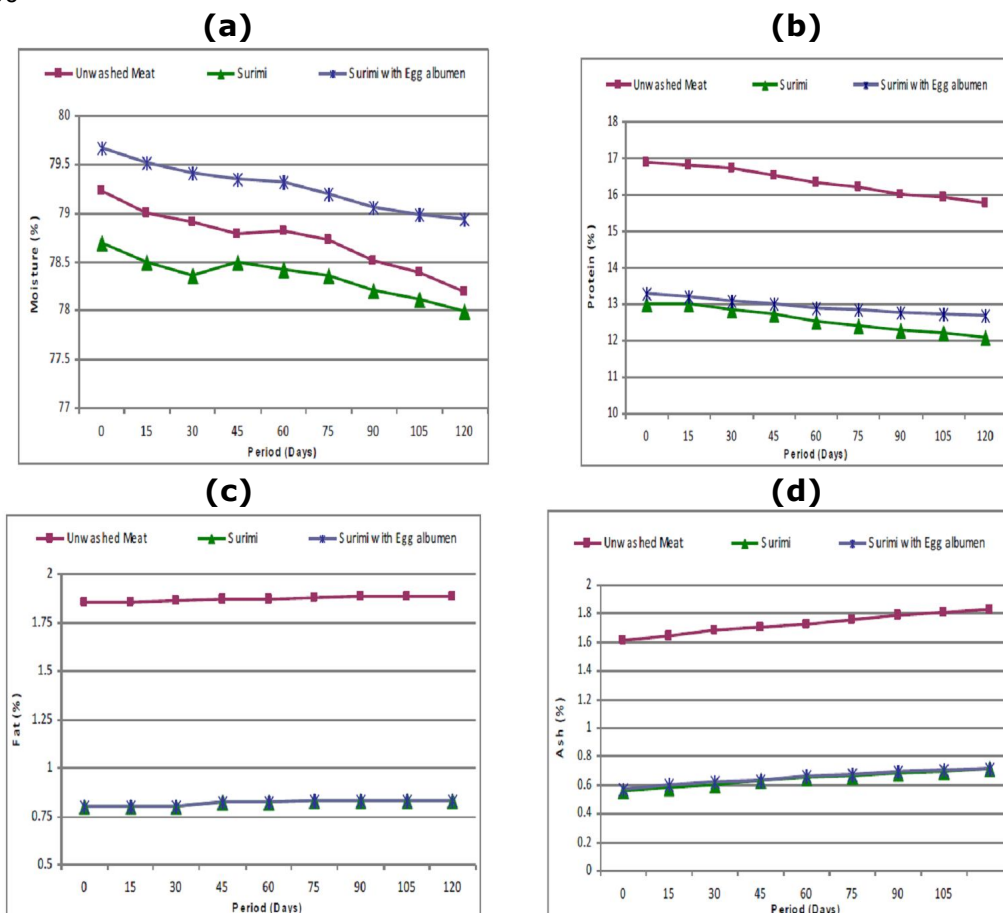 (a)
Unwashed Meat Surimi Surimi with Egg albumen
80
79.5
79
78.5
78
77.5
77
Moisture (%)
0 15 30 45 60 75 90 105 120
Period (Days)
(b)
Unwashed Meat Surimi Surimi with Egg albumen
18
17
16
15
14
13
12
11
10
Protein (%)
0 15 30 45 60 75 90 105 120
Period (Days)
(c)
Unwashed Meat Surimi Surimi with Egg albumen
2
1.75
1.5
1.25
1
0.75
0.5
Fat (%)
0 15 30 45 60 75 90 105 120
Period (Days)
(d)
Unwashed Meat Surimi Surimi with Egg albumen
2
1.8
1.6
1.4
1.2
1
0.8
0.6
0.4
0.2
0
Ash (%)
0 15 30 45 60 75 90 105
Period (Days)